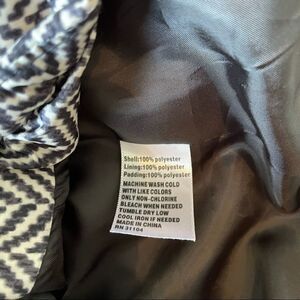 Shell:100% polyester
Lining:100% polyester
Padding:100% polyester
MACHINE WASH COLD
WITH LIKE COLORS
ONLY NON-CHLORINE
BLEACH WHEN NEEDED
TUMBLE DRY LOW
COOL IRON IF NEEDED
MADE IN CHINA
RN 31104